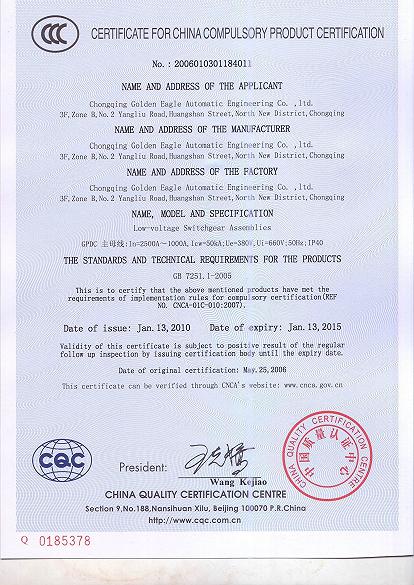 CCC
CERTIFICATE FOR CHINA COMPULSORY PRODUCT CERTIFICATION
No. : 2006010301184011
NAME AND ADDRESS OF THE APPLICANT
Chongqing Golden Eagle Automatic Engineering Co. , ltd.
3F, Zone B, No. 2 Yangliu Road, Huangshan Street, North New District, Chongqing
NAME AND ADDRESS OF THE MANUFACTURER
Chongqing Golden Eagle Automatic Engineering Co. , ltd.
3F, Zone B, No. 2 Yangliu Road, Huangshan Street, North New District, Chongqing
NAME AND ADDRESS OF THE FACTORY
Chongqing Golden Eagle Automatic Engineering Co. , ltd.
3F, Zone B, No. 2 Yangliu Road, Huangshan Street, North New District, Chongqing
NAME, MODEL AND SPECIFICATION
Low-voltage Switchgear Assemblies
GPDC 主母线:In=2500A~1000A, Icw=50kA;Ue=380V, Ui=660V;50Hz;IP40
THE STANDARDS AND TECHNICAL REQUIREMENTS FOR THE PRODUCTS
GB 7251.1-2005
This is to certify that the above mentioned products have met the
requirements of implementation rules for compulsory certification(REF
NO. CNCA-01C-010:2007).
Date of issue: Jan. 13, 2010 Date of expiry: Jan. 13, 2015
Validity of this certificate is subject to positive result of the regular
follow up inspection by issuing certification body until the expiry date.
Date of original certification: May. 25, 2006
This certificate can be verified through CNCA's website: www.cnca.gov.cn
CQC
President:
Wang Kejiao
CHINA QUALITY CERTIFICATION CENTRE
中国质量认证中心
CHINA QUALITY CERTIFICATION CENTRE
Section 9, No.188, Nansihuan Xilu, Beijing 100070 P.R.China
http://www.cqc.com.cn
Q 0185378